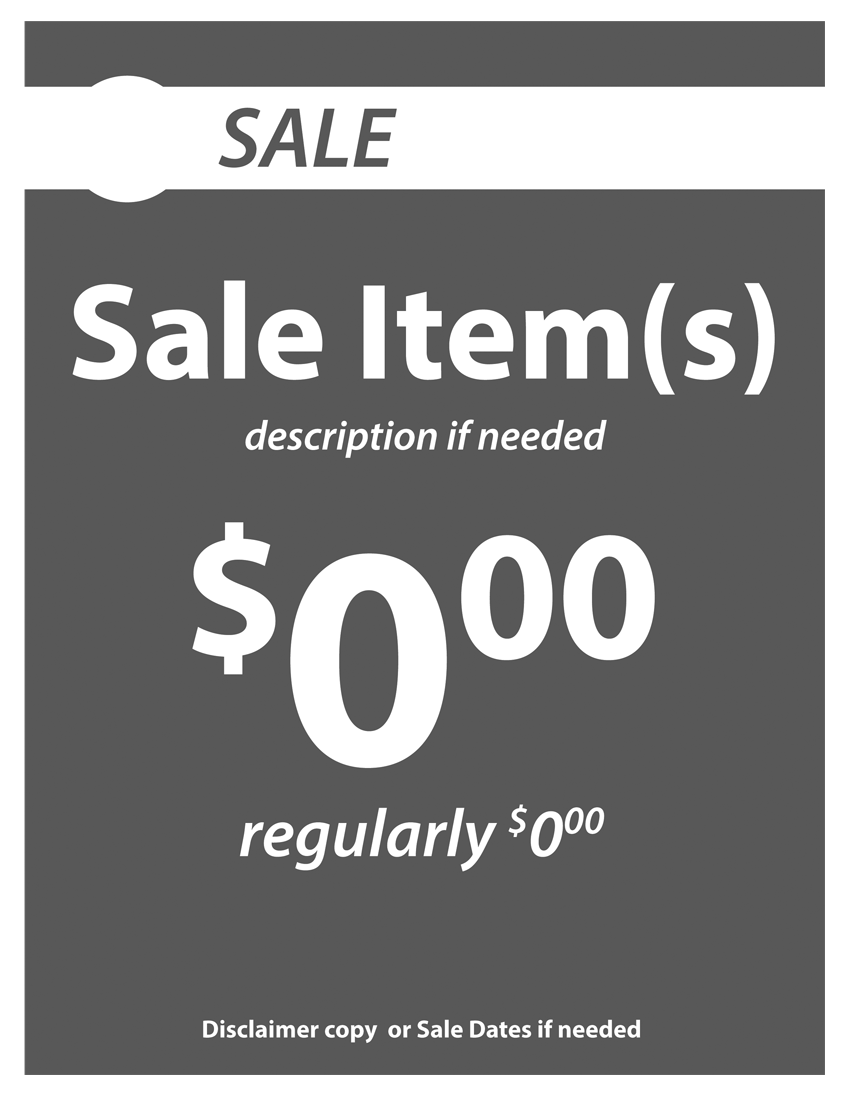 SALE
Sale Item(s)
description if needed
$000
regularly $000
Disclaimer copy  or Sale Dates if needed